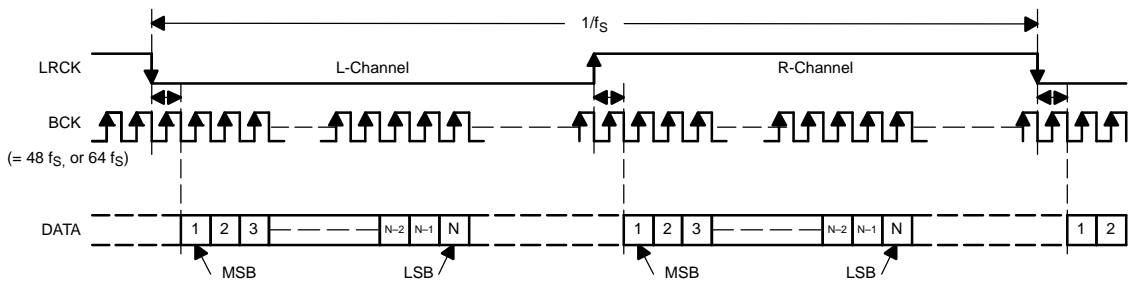 1/fS
LRCK
L-Channel
R-Channel
BCK
(= 48 fS, or 64 fS)
DATA
1 2 3 N–2 N–1 N 1 2 3 N–2 N–1 N 1 2
MSB LSB MSB LSB